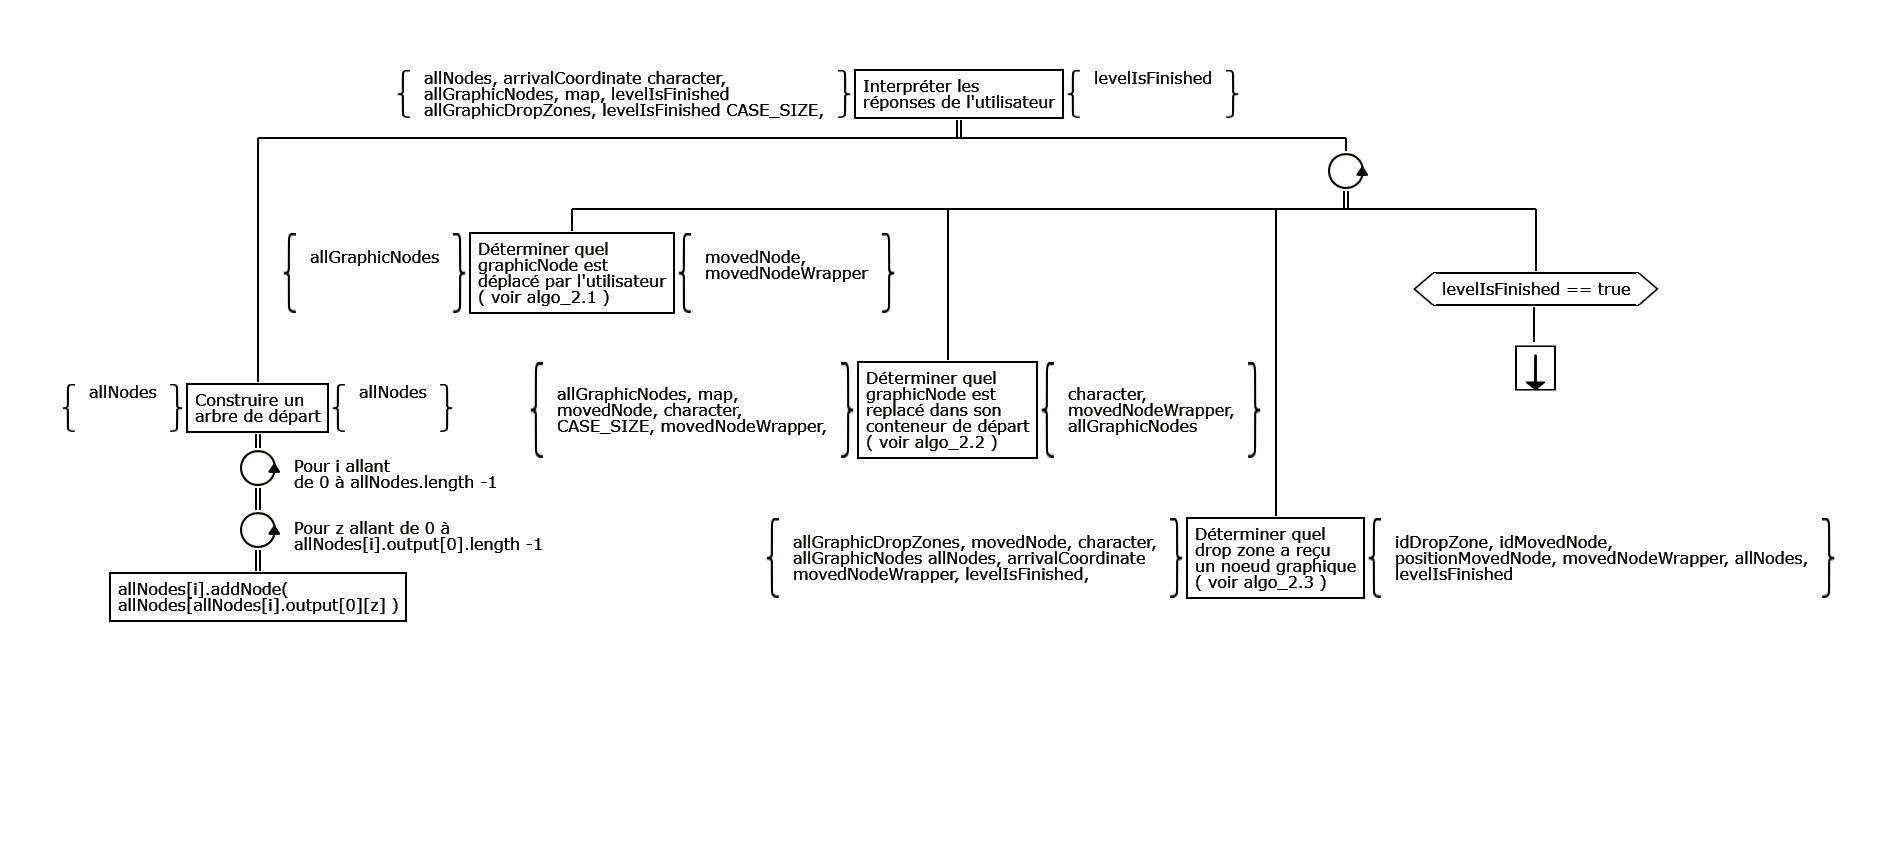 allNodes, arrivalCoordinate character,
allGraphicNodes, map, levelIsFinished
allGraphicDropZones, levelIsFinished CASE_SIZE,
Interpréter les
réponses de l'utilisateur
levelIsFinished
allGraphicNodes
Déterminer quel
graphicNode est
déplacé par l'utilisateur
( voir algo_2.1 )
movedNode,
movedNodeWrapper
levelIsFinished == true
allNodes
Construire un
arbre de départ
allNodes
allGraphicNodes, map,
movedNode, character,
CASE_SIZE, movedNodeWrapper,
Déterminer quel
graphicNode est
replacé dans son
conteneur de départ
( voir algo_2.2 )
character,
movedNodeWrapper,
allGraphicNodes
Pour i allant
de 0 à allNodes.length -1
Pour z allant de 0 à
allNodes[i].output[0].length -1
allNodes[i].addNode(
allNodes[allNodes[i].output[0][z] )
allGraphicDropZones, movedNode, character,
allGraphicNodes allNodes, arrivalCoordinate
movedNodeWrapper, levelIsFinished,
Déterminer quel
drop zone a reçu
un noeud graphique
( voir algo_2.3 )
idDropZone, idMovedNode,
positionMovedNode, movedNodeWrapper, allNodes,
levelIsFinished